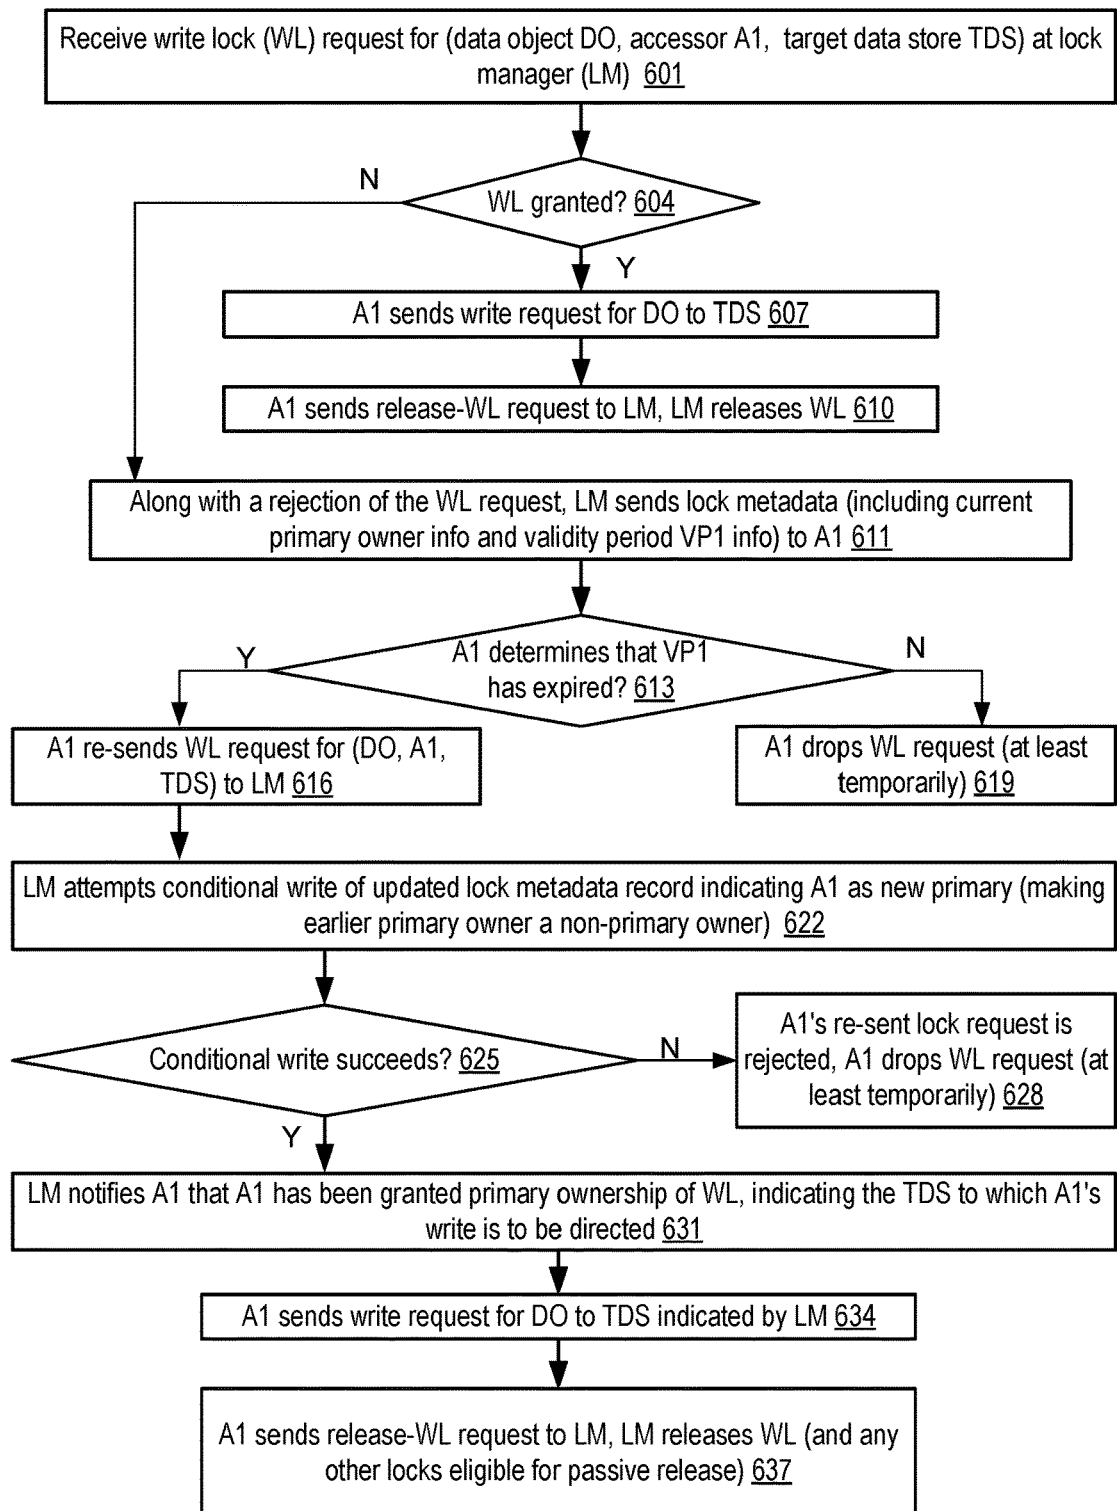 Receive write lock (WL) request for (data object DO, accessor A1, target data store TDS) at lock
manager (LM) 601
N
WL granted? 604
Y
A1 sends write request for DO to TDS 607
A1 sends release-WL request to LM, LM releases WL 610
Along with a rejection of the WL request, LM sends lock metadata (including current
primary owner info and validity period VP1 info) to A1 611
Y
A1 determines that VP1
has expired? 613
N
A1 re-sends WL request for (DO, A1,
TDS) to LM 616
A1 drops WL request (at least
temporarily) 619
LM attempts conditional write of updated lock metadata record indicating A1 as new primary (making
earlier primary owner a non-primary owner) 622
Conditional write succeeds? 625
N
A1's re-sent lock request is
rejected, A1 drops WL request (at
least temporarily) 628
Y
LM notifies A1 that A1 has been granted primary ownership of WL, indicating the TDS to which A1's
write is to be directed 631
A1 sends write request for DO to TDS indicated by LM 634
A1 sends release-WL request to LM, LM releases WL (and any
other locks eligible for passive release) 637